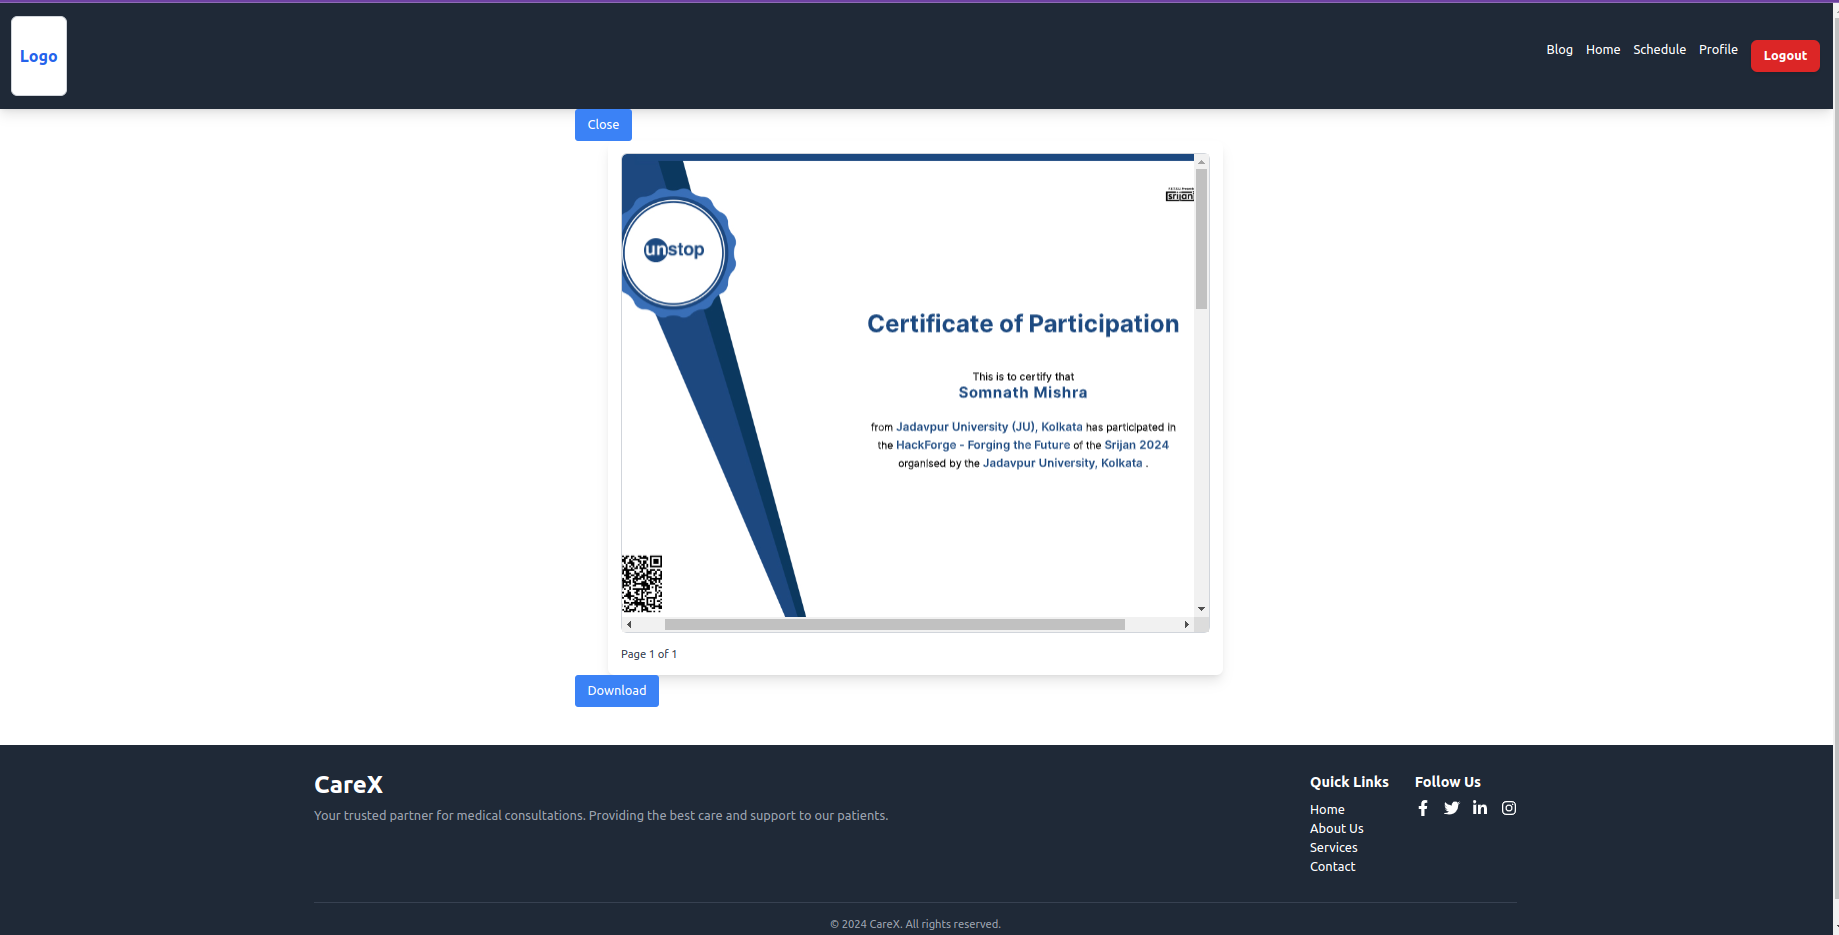 Logo
Blog Home Schedule Profile Logout
Close
srijan
unstop
Certificate of Participation
This is to certify that
Somnath Mishra
from Jadavpur University (JU), Kolkata has participated in
the HackForge - Forging the Future of the Srijan 2024
organised by the Jadavpur University, Kolkata .
Page 1 of 1
Download
CareX
Your trusted partner for medical consultations. Providing the best care and support to our patients.
Quick Links
Home
About Us
Services
Contact
Follow Us
© 2024 CareX. All rights reserved.